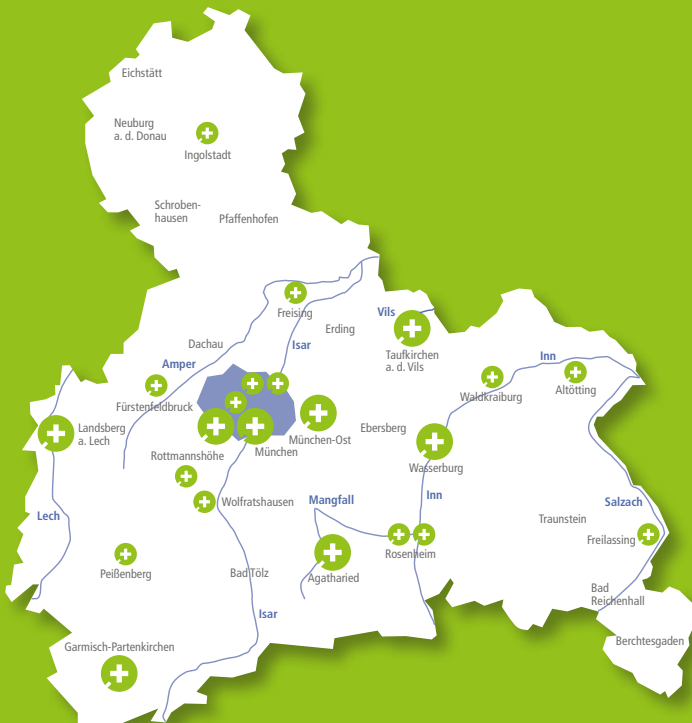 Eichstätt
Neuburg
a. d. Donau
Ingolstadt
Schroben-
hausen
Pfaffenhofen
Freising
Erding
Vils
Isar
Dachau
Amper
Taufkirchen
a. d. Vils
Inn
Waldkraiburg
Altötting
Fürstenfeldbruck
Landsberg
a. Lech
München-Ost
Ebersberg
München
Rottmannshöhe
Wasserburg
Wolfratshausen
Mangfall
Inn
Salzach
Lech
Traunstein
Freilassing
Rosenheim
Peißenberg
Bad Tölz
Agatharied
Bad
Reichenhall
Isar
Berchtesgaden
Garmisch-Partenkirchen